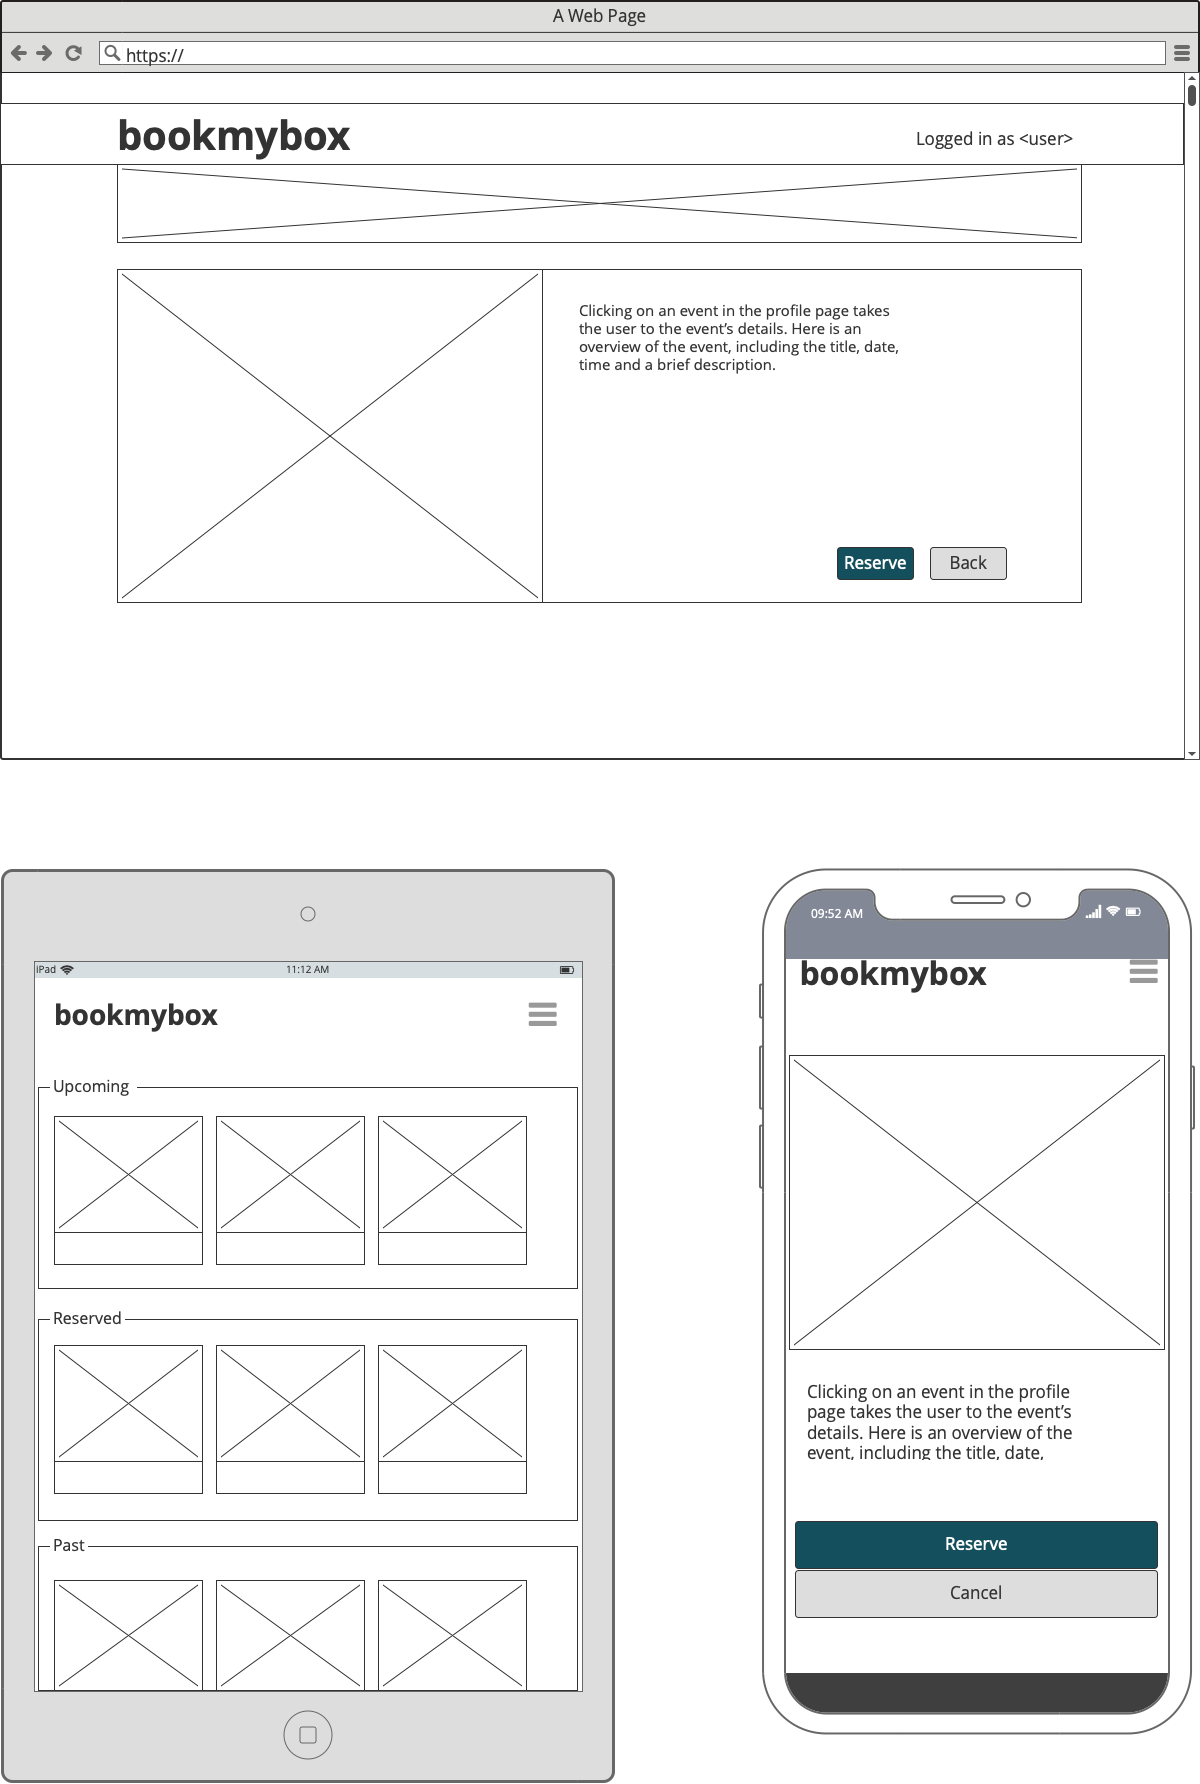 A Web Page
https://
bookmybox
Logged in as <user>
Clicking on an event in the profile page takes
the user to the event’s details. Here is an
overview of the event, including the title, date,
time and a brief description.
Reserve
Back
iPad
11:12 AM
bookmybox
Upcoming
Reserved
Past
09:52 AM
bookmybox
Clicking on an event in the profile
page takes the user to the event’s
details. Here is an overview of the
event, including the title, date,
Reserve
Cancel